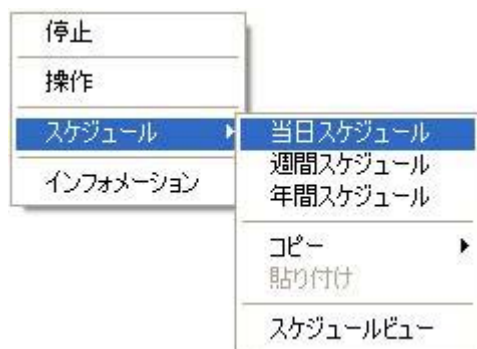 停止
操作
スケジュール
インフォメーション
当日スケジュール
週間スケジュール
年間スケジュール
コピー
貼り付け
スケジュールビュー